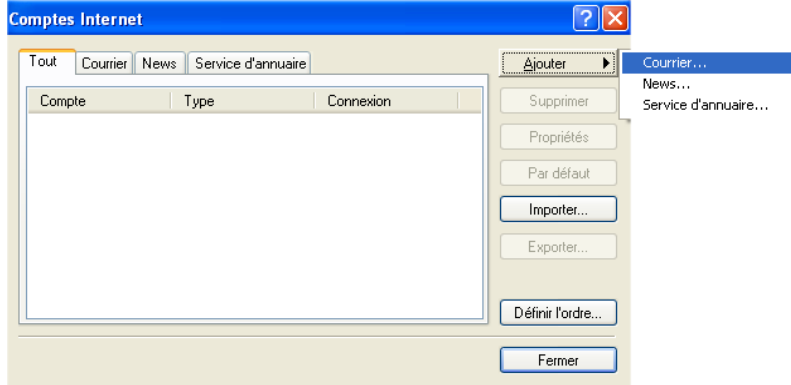 Comptes Internet
Tout Courrier News Service d'annuaire
Compte Type Connexion
Ajouter
Supprimer
Propriétés
Par défaut
Importer...
Exporter...
Définir l'ordre...
Fermer
Courrier...
News...
Service d'annuaire...